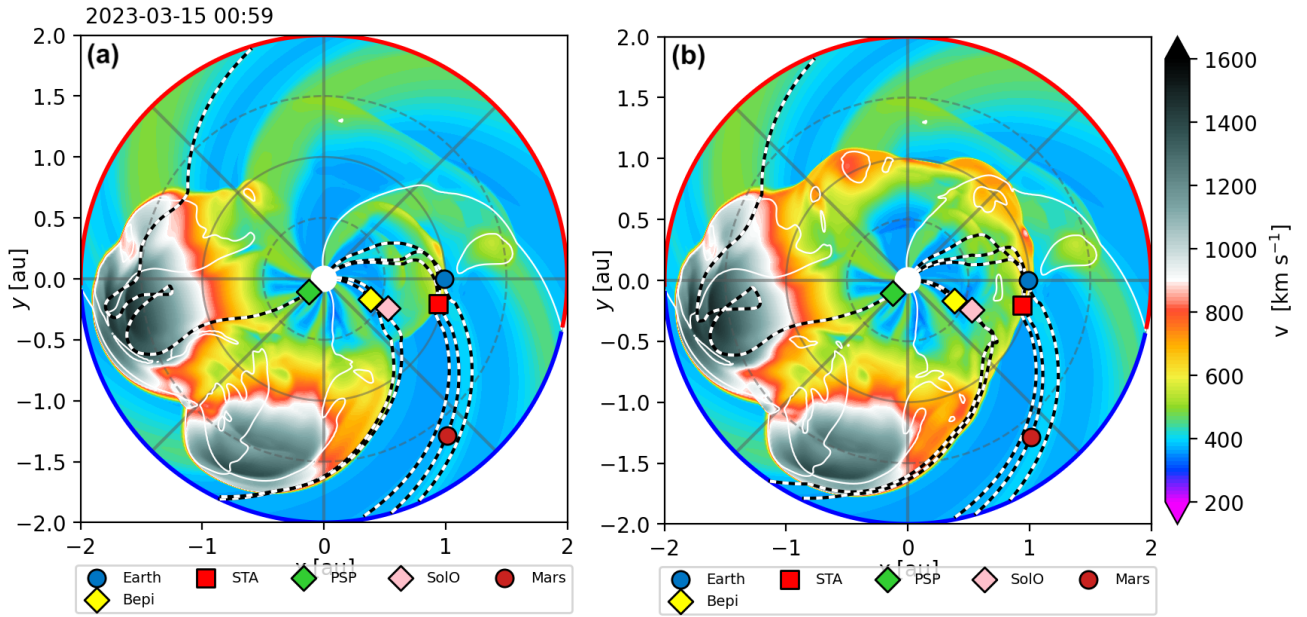 2023-03-15 00:59
(a)
2.0
1.5
1.0
0.5
0.0
−0.5
−1.0
−1.5
−2.0
y [au]
−2
−1
0
1
2
x [au]
Earth
STA
PSP
SolO
Mars
Bepi
(b)
2.0
1.5
1.0
0.5
0.0
−0.5
−1.0
−1.5
−2.0
y [au]
−2
−1
0
1
2
x [au]
Earth
STA
PSP
SolO
Mars
Bepi
1600
1400
1200
1000
800
600
400
200
v [km s⁻¹]